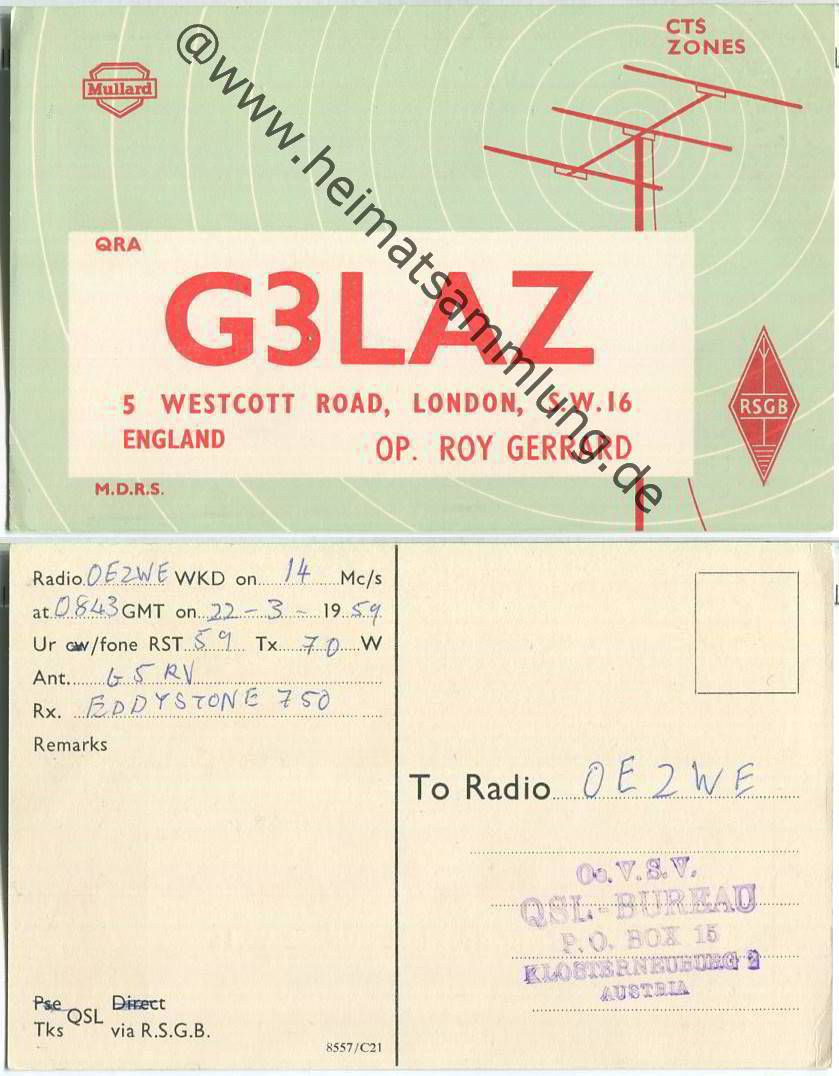 CTS
ZONES
Mullard
@www.heimatsammlung.de
QRA
G3LAZ
5 WESTCOTT ROAD, LONDON, S.W.16
ENGLAND
OP. ROY GERRARD
RSGB
M.D.R.S.
Radio OE2WE WKD on 14 Mc/s
at 0843 GMT on 22-3-1959
Ur cw/fone RST 59 Tx 70 W
Ant. G5RV
Rx. EDDYSTONE 750
Remarks
To Radio OE2WE
Oe.V.S.V.
QSL-BUREAU
P.O. BOX 15
KLOSTERNEUBURG 2
AUSTRIA
Pse QSL Direct
Tks via R.S.G.B.
8557/C21